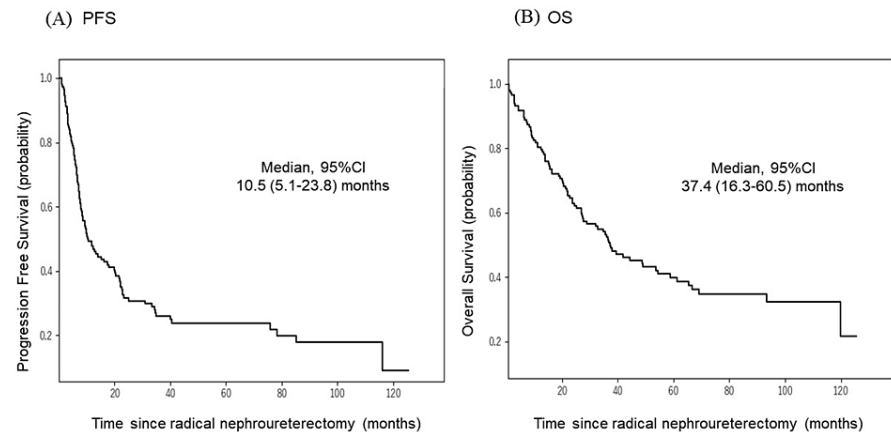 (A) PFS
Progression Free Survival (probability)
1.0
0.8
0.6
0.4
0.2
Median, 95%CI
10.5 (5.1-23.8) months
20 40 60 80 100 120
Time since radical nephroureterectomy (months)
(B) OS
Overall Survival (probability)
1.0
0.8
0.6
0.4
0.2
Median, 95%CI
37.4 (16.3-60.5) months
20 40 60 80 100 120
Time since radical nephroureterectomy (months)